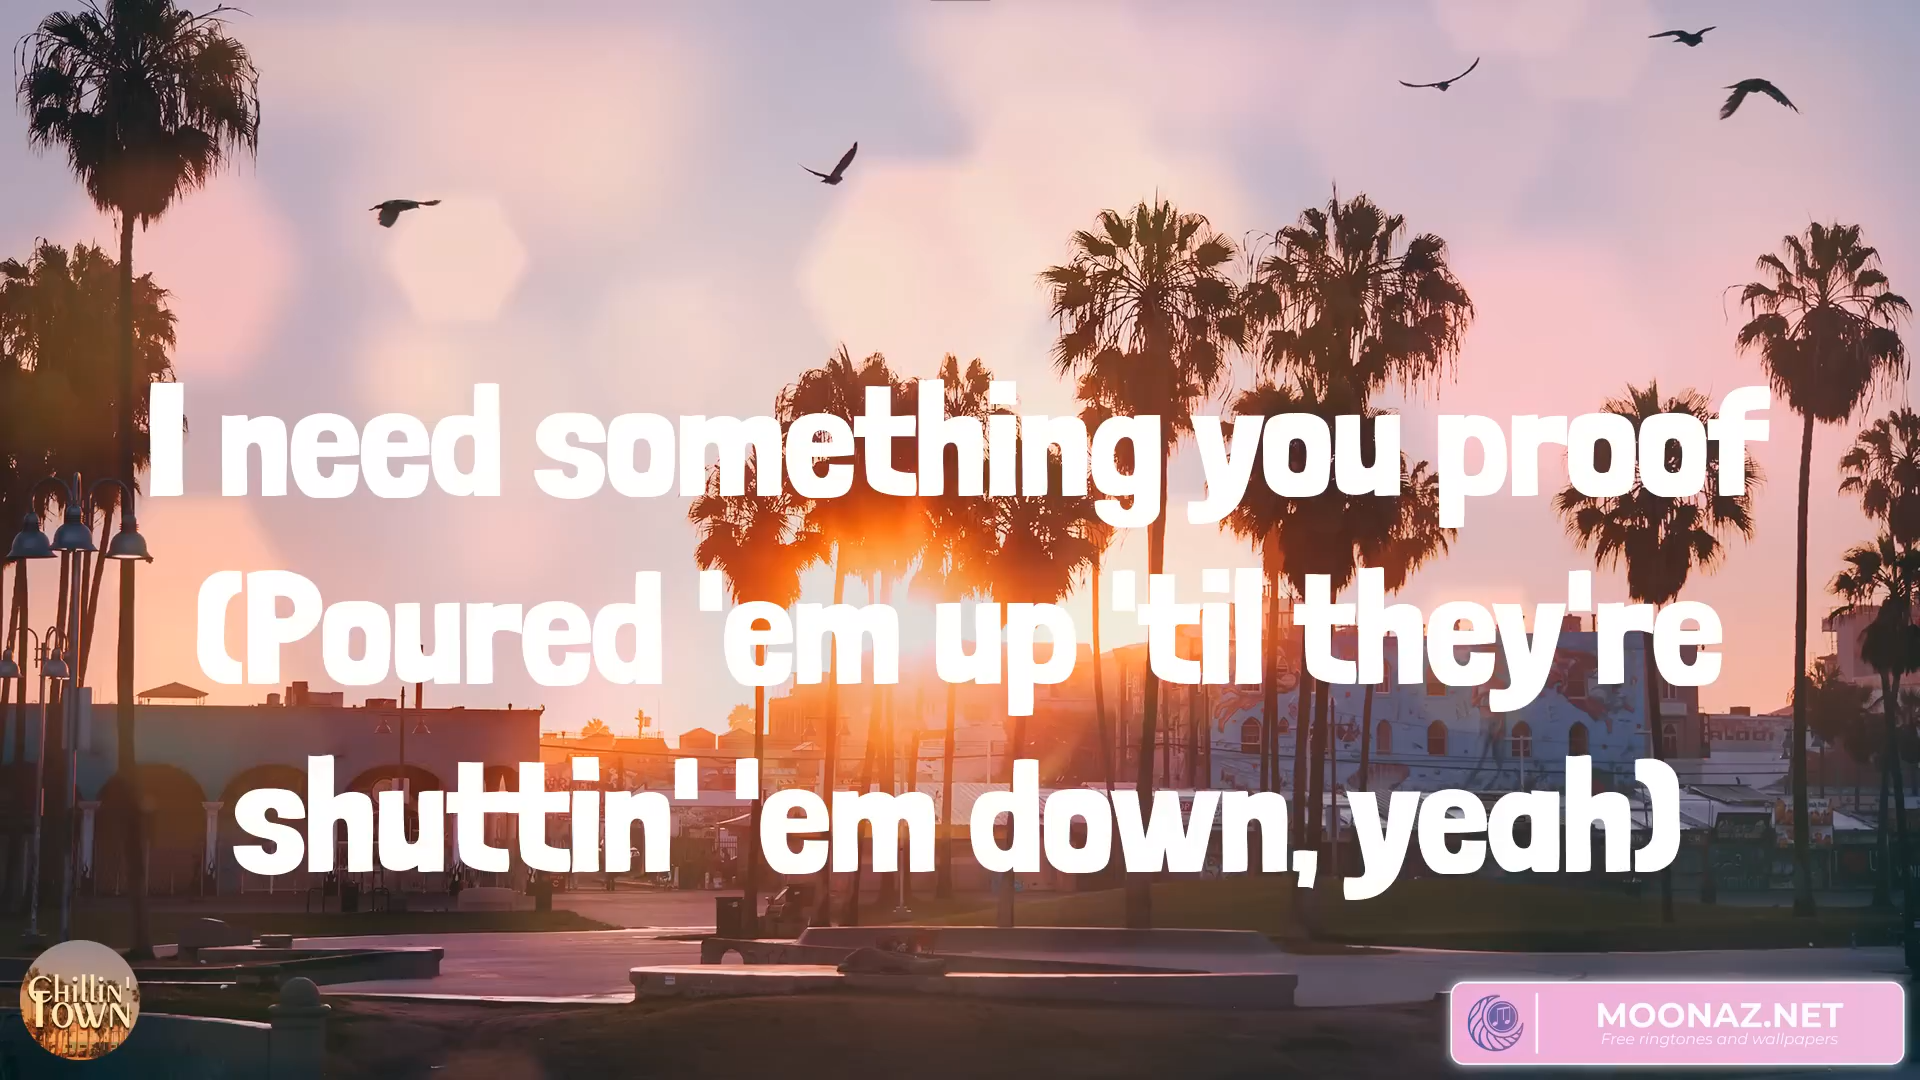 I need something you proof
(Poured 'em up 'til they're
shuttin' 'em down, yeah)
Chillin'
Town
MOONAZ.NET
Free ringtones and wallpapers